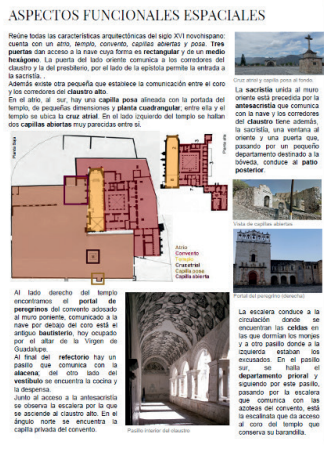 ASPECTOS FUNCIONALES ESPACIALES
Reúne todas las características arquitectónicas del siglo XVI novohispano:
cuenta con un atrio, templo, convento, capillas abiertas y posa. Tres
puertas dan acceso a la nave cuya forma es rectangular y de un medio
hexágono. La puerta del lado oriente comunica a los corredores del
claustro y la del presbiterio, por el lado de la epístola permite la entrada
a la sacristía. .
Además existe otra pequeña que establece la comunicación entre el coro
y los corredores del claustro alto.
En el atrio, al sur, hay una capilla posa alineada con la portada del
templo, de pequeñas dimensiones y planta cuadrangular; entre ella y el
templo se ubica la cruz atrial. En el lado izquierdo del templo se hallan
dos capillas abiertas muy parecidas entre sí.
Planta baja
Planta alta
Atrio
Convento
Templo
Cruz atrial
Capilla posa
Capilla abierta
Al lado derecho del templo
encontramos el portal de
peregrinos del convento adosado
al muro poniente, comunicado a la
nave por debajo del coro está el
antiguo bautisterio, hoy ocupado
por el altar de la Virgen de
Guadalupe.
Al final del refectorio hay un
pasillo que comunica con la
alacena; del otro lado del
vestíbulo se encuentra la cocina y
la despensa.
Junto al acceso a la antesacristía
se observa la escalera por la que
se asciende al claustro alto. En el
ángulo norte se encuentra la
capilla privada del convento.
Pasillo interior del claustro
Cruz atrial y capilla posa al fondo.
La sacristía unida al muro
oriente está precedida por la
antesacristía que comunica
con la nave y los corredores
del claustro tiene además,
la sacristía, una ventana al
oriente y una puerta que,
pasando por un pequeño
departamento destinado a la
bóveda, conduce al patio
posterior.
Vista de capillas abiertas
Portal del peregrino (derecha)
La escalera conduce a la
circulación donde se
encuentran las celdas en
las que dormían los monjes
y a otro pasillo donde a la
izquierda estaban los
excusados. En el pasillo
sur, se halla el
departamento prioral y
siguiendo por este pasillo,
pasando por la escalera
que comunica con las
azoteas del convento, está
la escalinata que da acceso
al coro del templo que
conserva su barandilla.